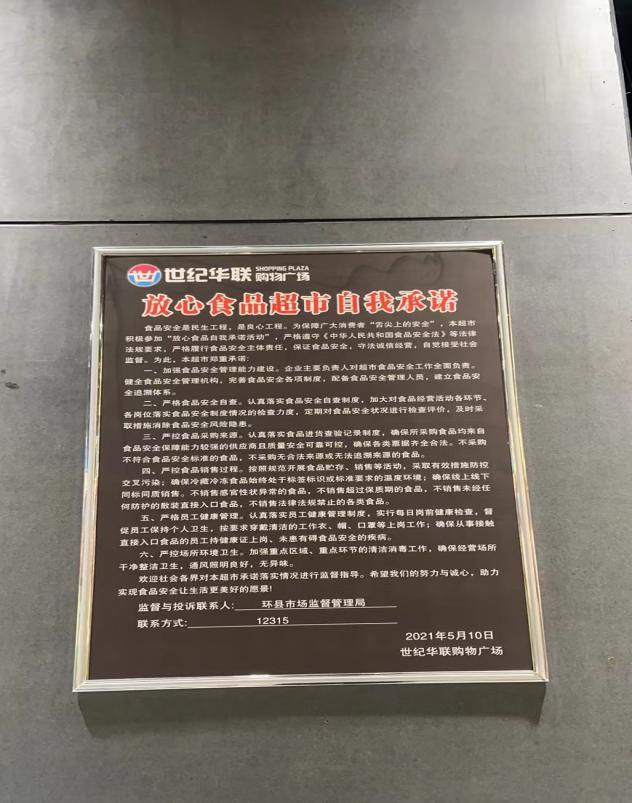 世纪华联 SHOPPING PLAZA 购物广场
放心食品超市自我承诺
食品安全是民生工程，是良心工程。为保障广大消费者“舌尖上的安全”，本超市
积极参加“放心食品自我承诺活动”，严格遵守《中华人民共和国食品安全法》等法律
法规要求，严格履行食品安全主体责任，保证食品安全，守法诚信经营，自觉接受社会
监督。为此，本超市郑重承诺:
一、加强食品安全管理能力建设。企业主要负责人对超市食品安全工作全面负责。
健全食品安全管理机构，完善食品安全各项制度，配备食品安全管理人员，建立食品安
全追溯体系。
二、严格食品安全自查。认真落实食品安全自查制度，加大对食品经营活动各环节、
各岗位落实食品安全制度情况的检查力度，定期对食品安全状况进行检查评价，及时采
取措施消除食品安全风险隐患。
三、严控食品采购来源。认真落实食品进货查验记录制度，确保所采购食品均来自
食品安全保障能力较强的供应商且质量安全可靠可控，确保各类票据齐全合法。不采购
不符合食品安全标准的食品，不采购无合法来源或无法追溯来源的食品。
四、严控食品销售过程。按照规范开展食品贮存、销售等活动，采取有效措施防控
交叉污染；确保冷藏冷冻食品始终处于标签标识或标准要求的温度环境；确保线上线下
同标同质销售。不销售感官性状异常的食品，不销售超过保质期的食品，不销售未经任
何防护的散装直接入口食品，不销售法律法规禁止的各类食品。
五、严格员工健康管理。认真落实员工健康管理制度，实行每日岗前健康检查，督
促员工保持个人卫生，按要求穿戴清洁的工作衣、帽、口罩等上岗工作；确保从事接触
直接入口食品的员工持健康证上岗、未患有碍食品安全的疾病。
六、严控场所环境卫生。加强重点区域、重点环节的清洁消毒工作，确保经营场所
干净整洁卫生，通风照明良好，无异味。
欢迎社会各界对本超市承诺落实情况进行监督指导。希望我们的努力与诚心，助力
实现食品安全让生活更美好的愿景!
监督与投诉联系人: 环县市场监督管理局
联系方式: 12315
2021年5月10日
世纪华联购物广场